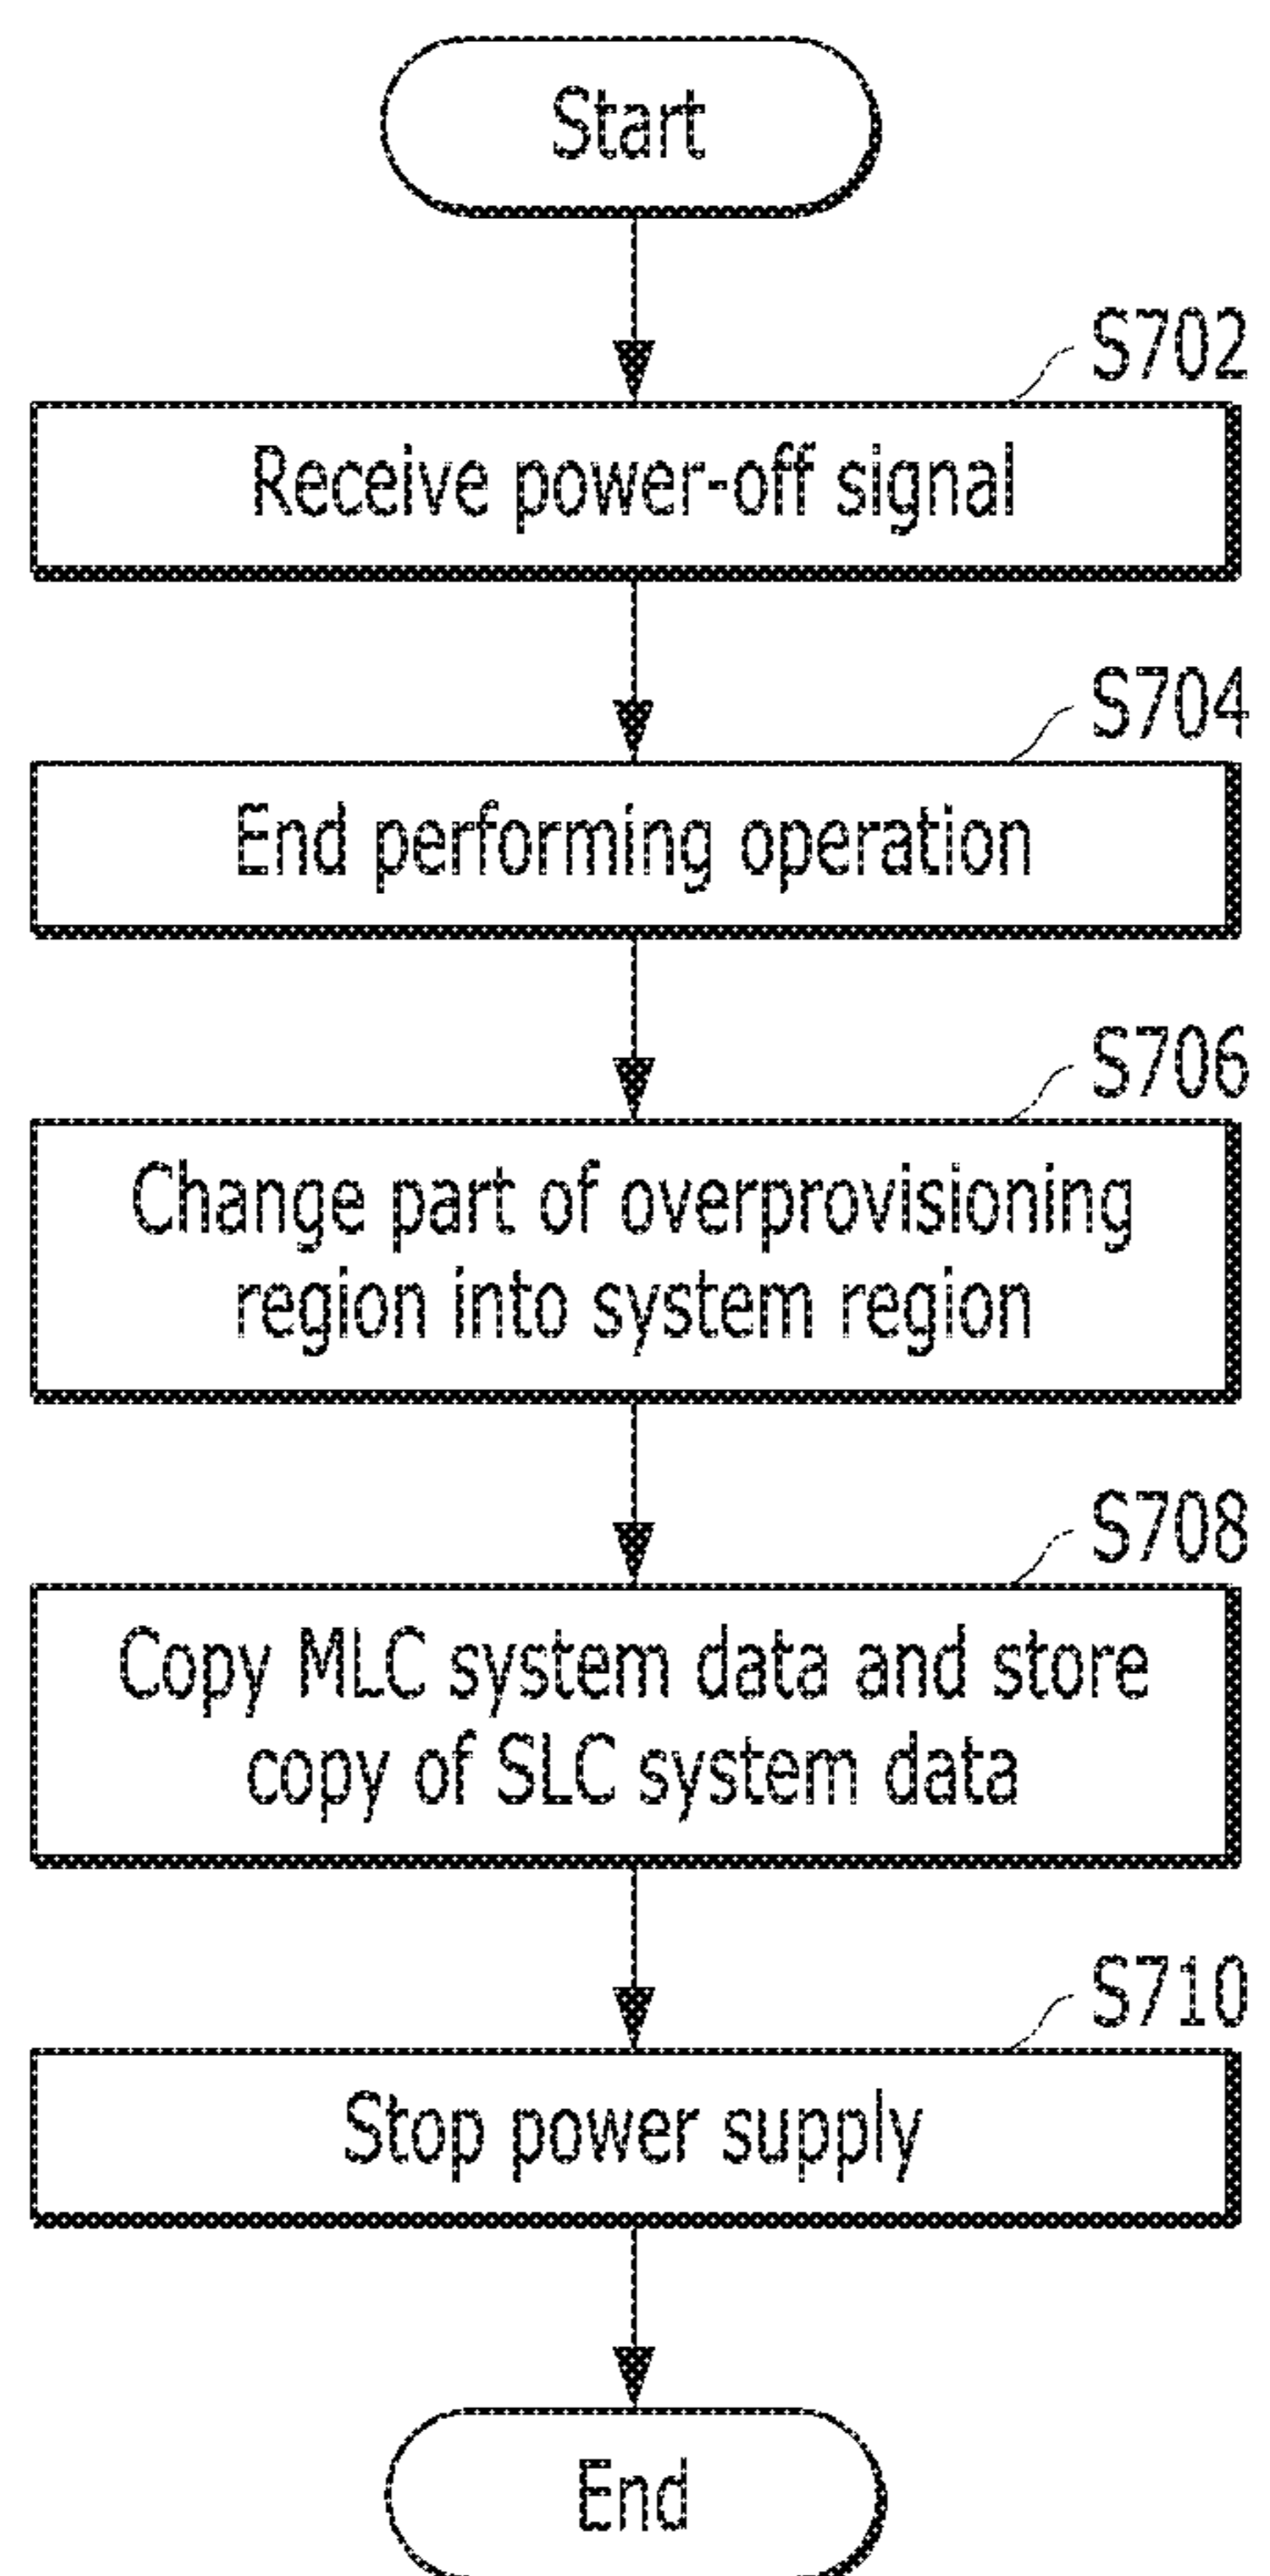 Start
S702
Receive power-off signal
S704
End performing operation
S706
Change part of overprovisioning
region into system region
S708
Copy MLC system data and store
copy of SLC system data
S710
Stop power supply
End